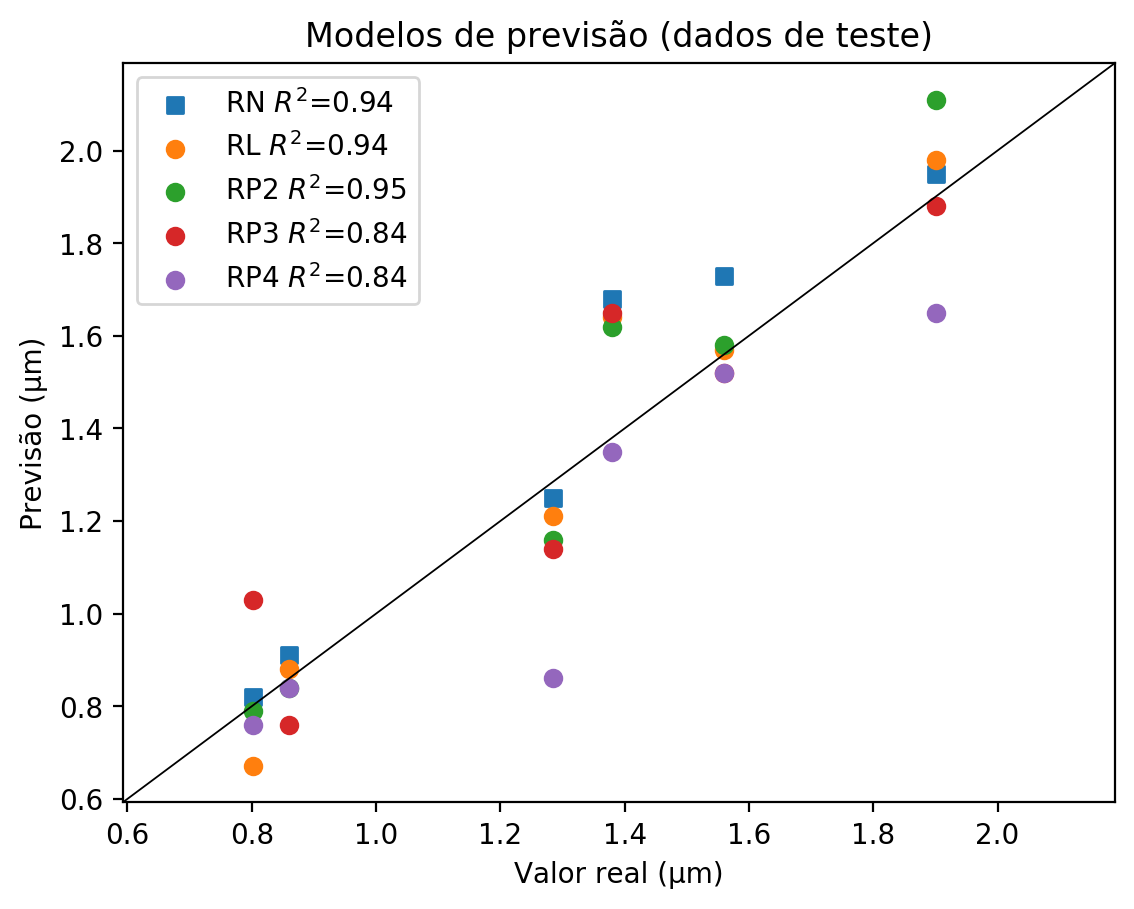 Modelos de previsão (dados de teste)
RN R²=0.94
RL R²=0.94
RP2 R²=0.95
RP3 R²=0.84
RP4 R²=0.84
Previsão (μm)
2.0
1.8
1.6
1.4
1.2
1.0
0.8
0.6
0.6 0.8 1.0 1.2 1.4 1.6 1.8 2.0
Valor real (μm)